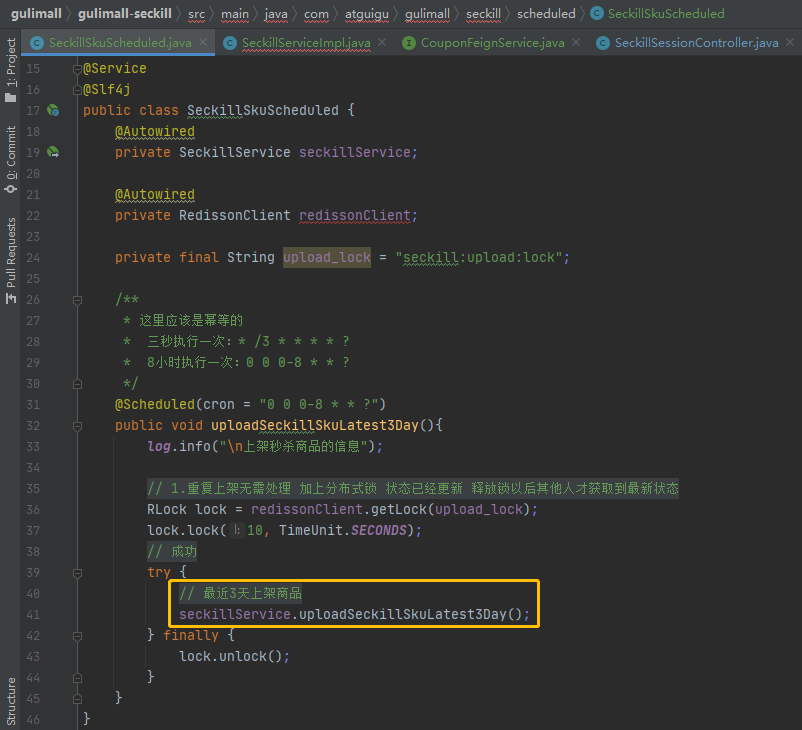 gulimall gulimall-seckill src main java com atguigu gulimall seckill scheduled SeckillSkuScheduled
SeckillSkuScheduled.java SeckillServiceImpl.java CouponFeignService.java SeckillSessionController.java
1: Project
0: Commit
Pull Requests
Structure
15 @Service
16 @Slf4j
17 public class SeckillSkuScheduled {
18 @Autowired
19 private SeckillService seckillService;
20
21 @Autowired
22 private RedissonClient redissonClient;
23
24 private final String upload_lock = "seckill:upload:lock";
25
26 /**
27 * 这里应该是幂等的
28 * 三秒执行一次: * /3 * * * * ?
29 * 8小时执行一次: 0 0 0-8 * * ?
30 */
31 @Scheduled(cron = "0 0 0-8 * * ?")
32 public void uploadSeckillSkuLatest3Day(){
33 log.info("\n上架秒杀商品的信息");
34
35 // 1.重复上架无需处理 加上分布式锁 状态已经更新 释放锁以后其他人才获取到最新状态
36 RLock lock = redissonClient.getLock(upload_lock);
37 lock.lock( l: 10, TimeUnit.SECONDS);
38 // 成功
39 try {
40 // 最近3天上架商品
41 seckillService.uploadSeckillSkuLatest3Day();
42 } finally {
43 lock.unlock();
44 }
45 }
46 }